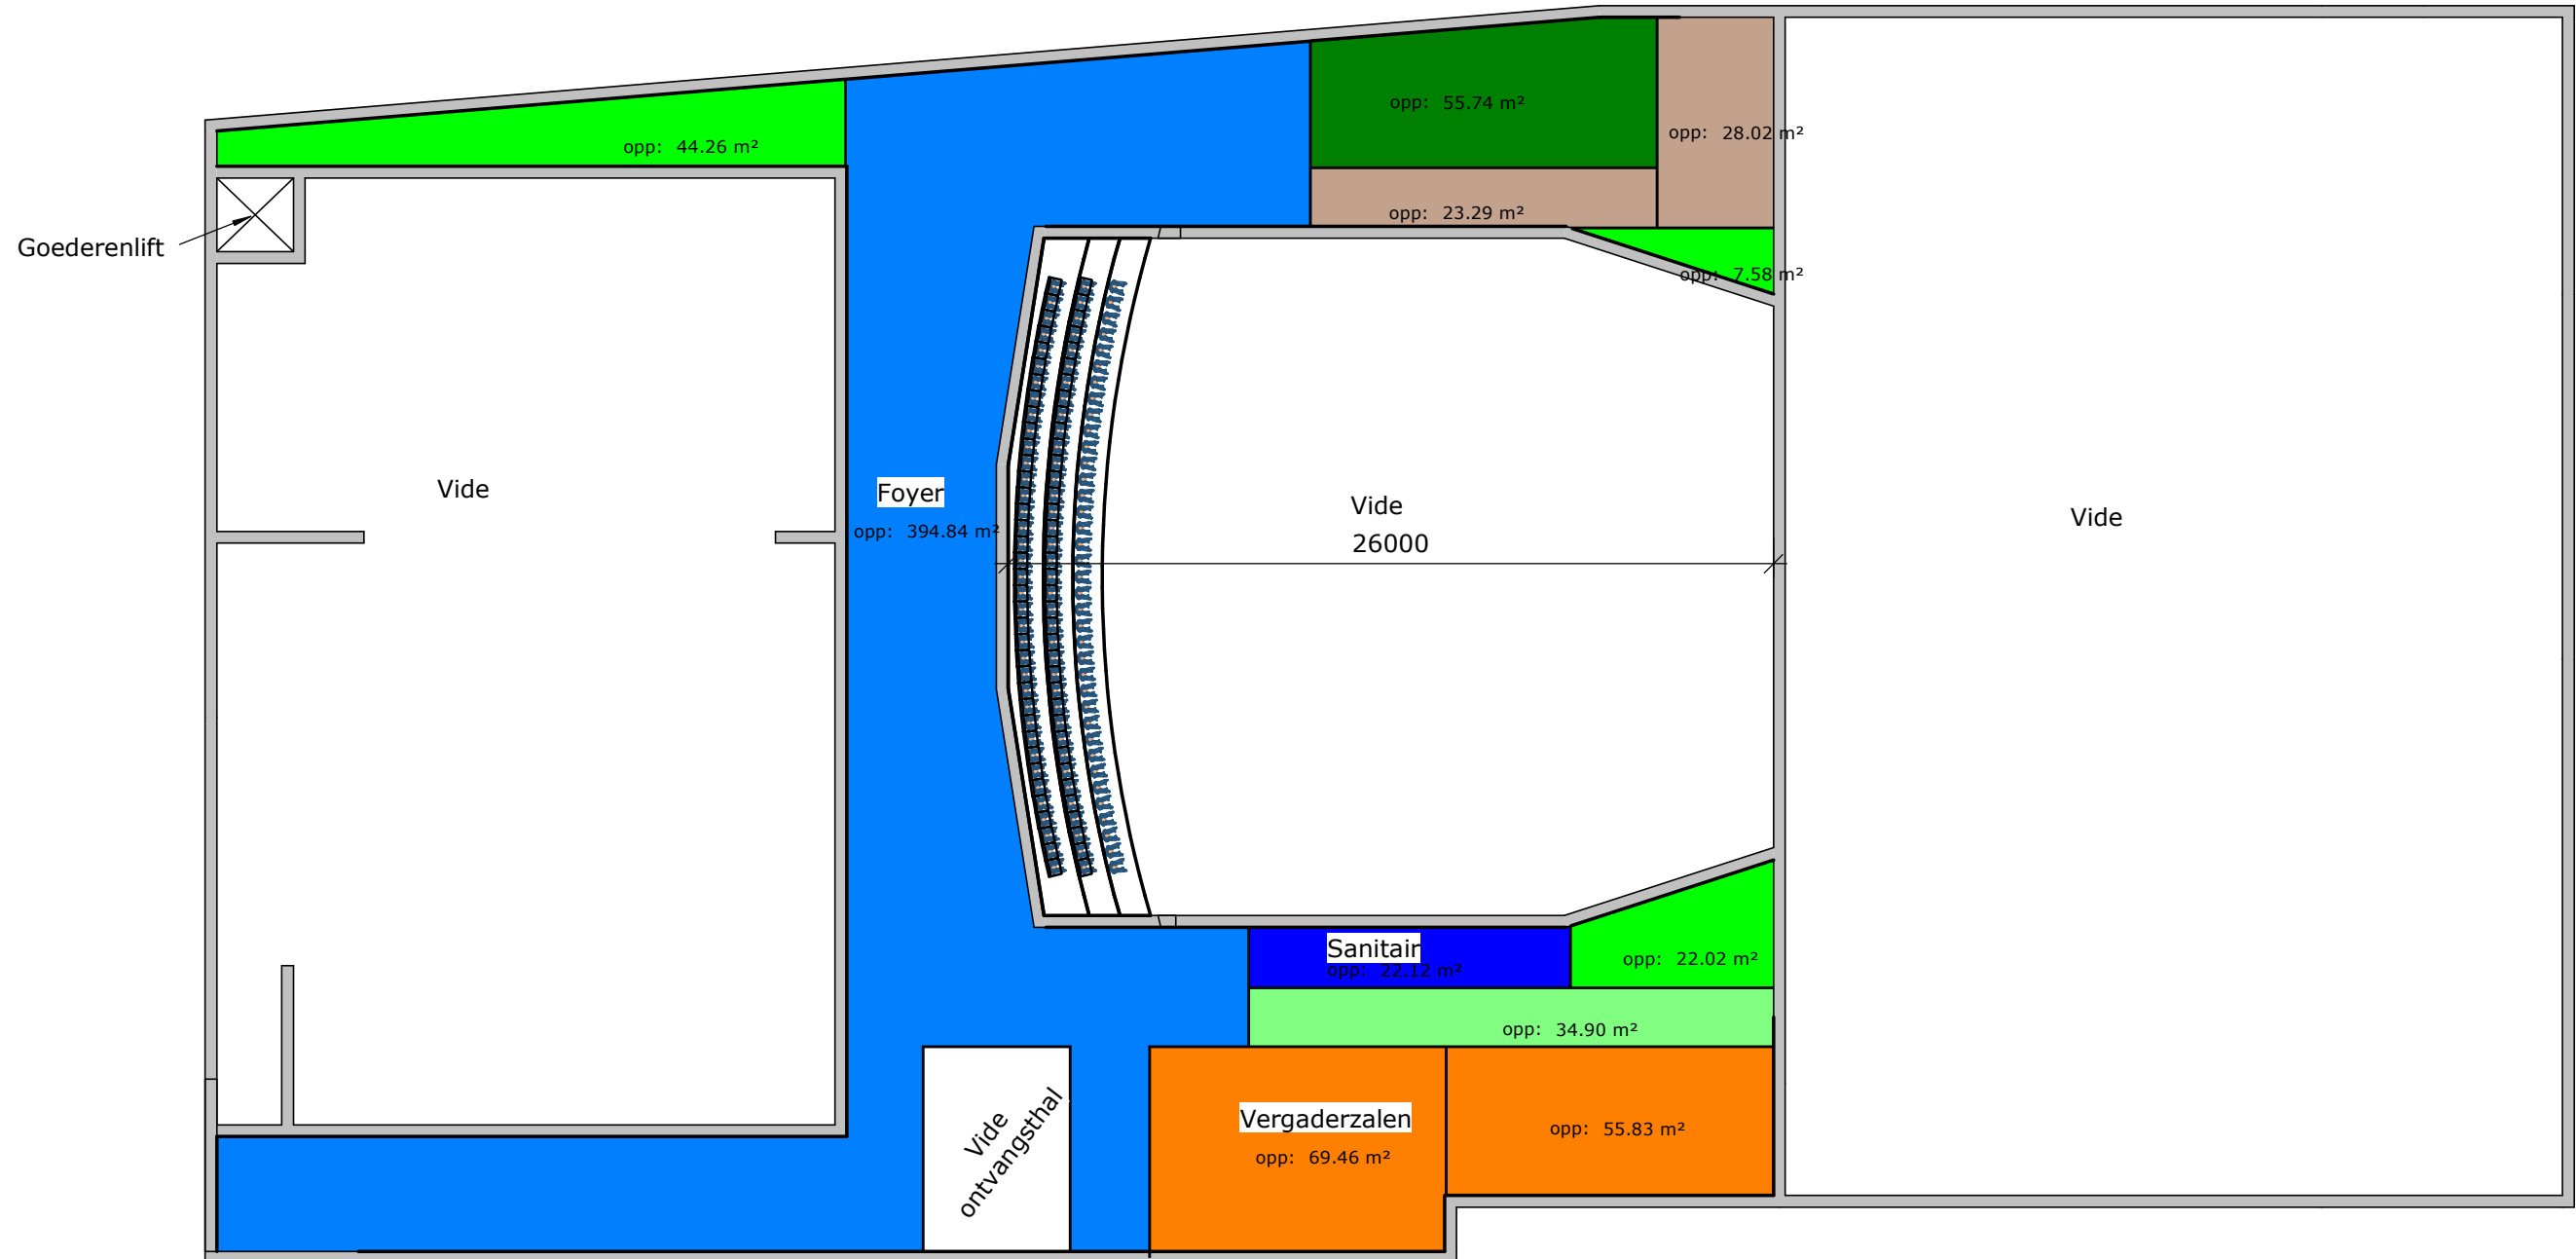 opp: 55.74 m²
opp: 28.02 m²
opp: 44.26 m²
opp: 23.29 m²
Goederenlift
opp: 7.58 m²
Vide
Foyer
opp: 394.84 m²
Vide
26000
Vide
Sanitair
opp: 22.12 m²
opp: 22.02 m²
opp: 34.90 m²
Vide
ontvangsthal
Vergaderzalen
opp: 69.46 m²
opp: 55.83 m²